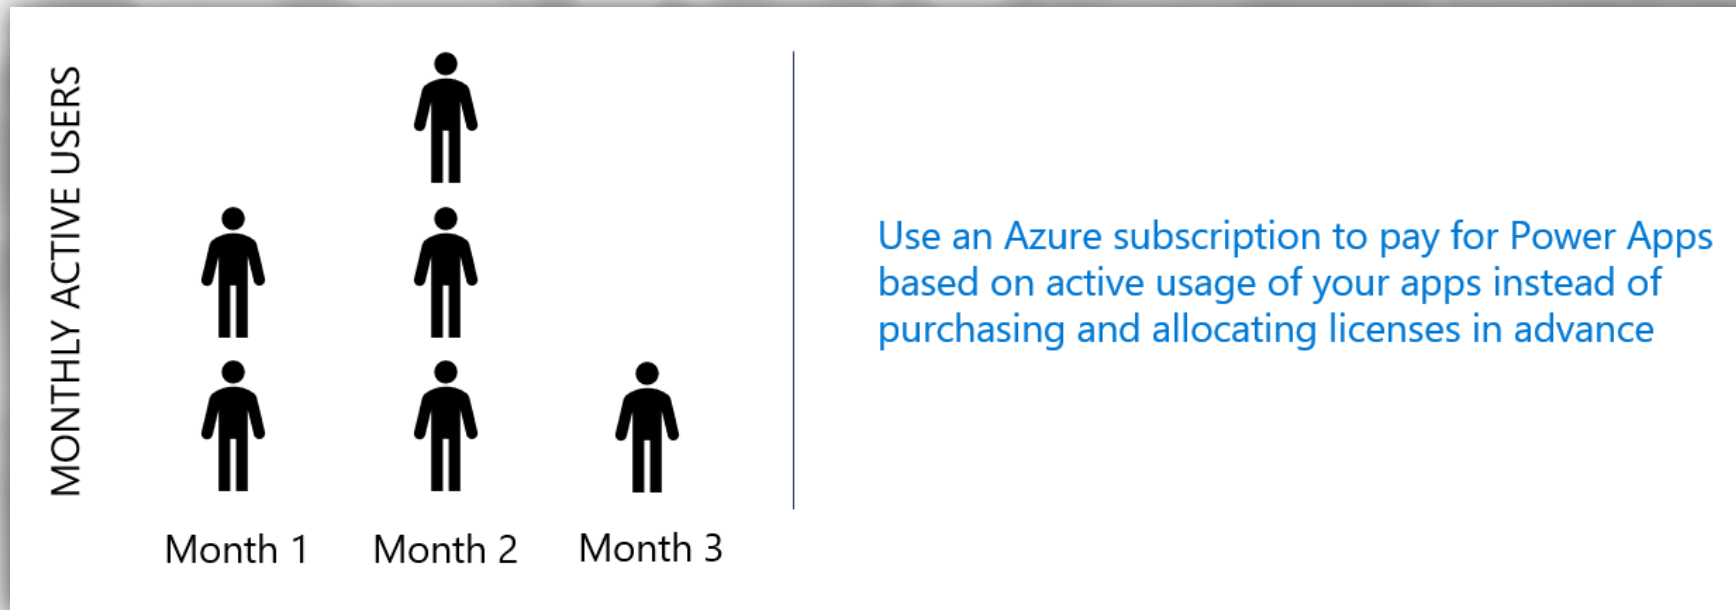 MONTHLY ACTIVE USERS
Month 1
Month 2
Month 3
Use an Azure subscription to pay for Power Apps
based on active usage of your apps instead of
purchasing and allocating licenses in advance